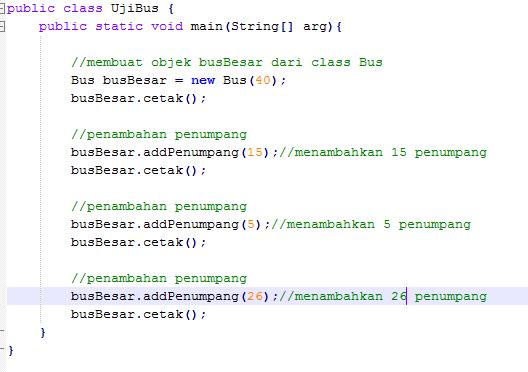 public class UjiBus {
public static void main(String[] arg){
//membuat objek busBesar dari class Bus
Bus busBesar = new Bus(40);
busBesar.cetak();
//penambahan penumpang
busBesar.addPenumpang(15);//menambahkan 15 penumpang
busBesar.cetak();
//penambahan penumpang
busBesar.addPenumpang(5);//menambahkan 5 penumpang
busBesar.cetak();
//penambahan penumpang
busBesar.addPenumpang(26);//menambahkan 26 penumpang
busBesar.cetak();
}
}